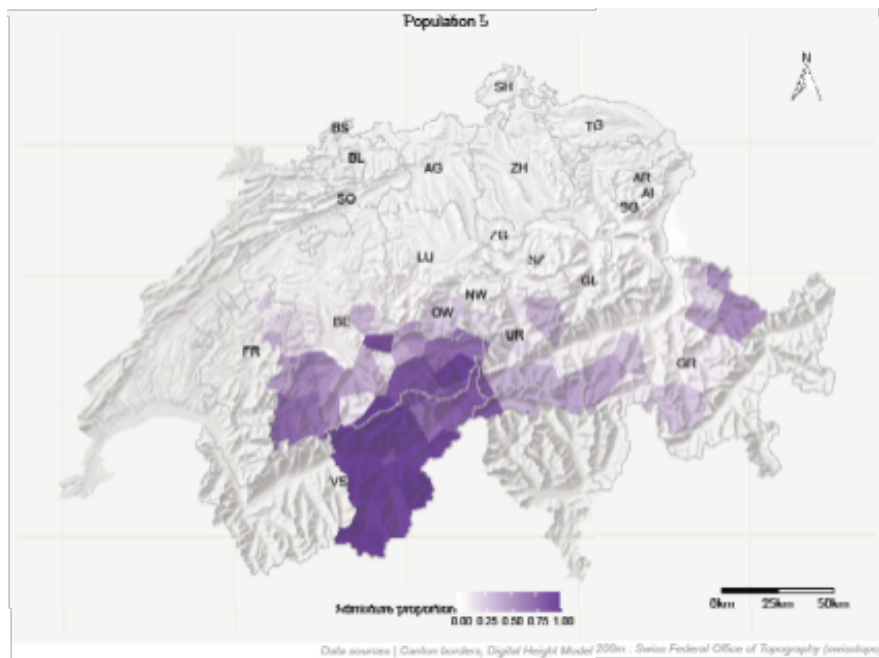 Population 5
N
SH
BS
TG
BL
AG
ZH
AR
AI
SO
SG
ZG
LU
SZ
GL
NW
OW
BE
UR
FR
GR
VS
Admixture proportion
0.00 0.25 0.50 0.75 1.00
0km 25km 50km
Data sources | Canton borders, Digital Height Model 200m : Swiss Federal Office of Topography (swisstopo